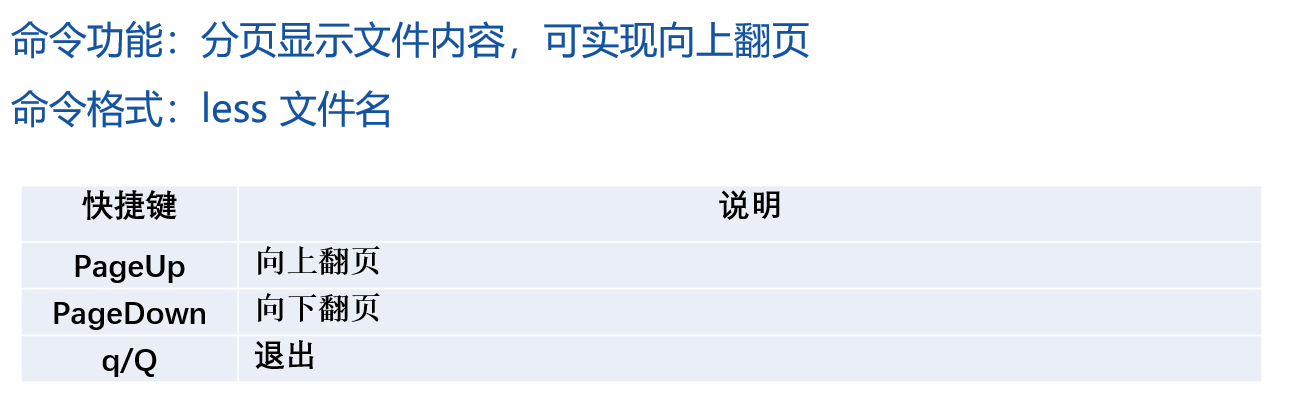 命令功能：分页显示文件内容，可实现向上翻页
命令格式：less 文件名
快捷键 说明
PageUp 向上翻页
PageDown 向下翻页
q/Q 退出